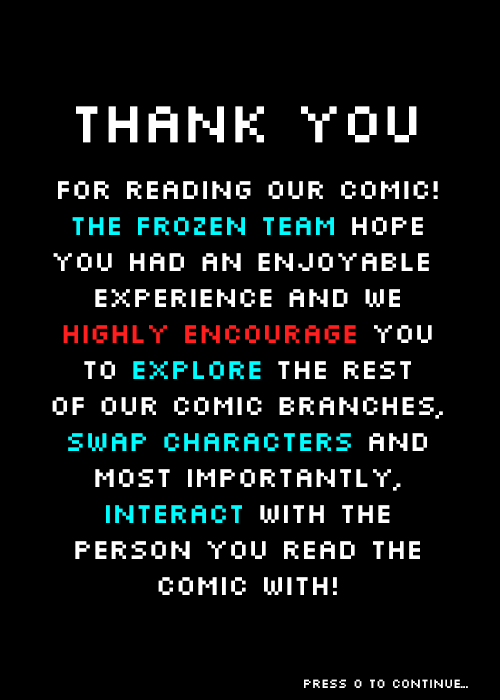 THANK YOU
FOR READING OUR COMIC!
THE FROZEN TEAM HOPE
YOU HAD AN ENJOYABLE
EXPERIENCE AND WE
HIGHLY ENCOURAGE YOU
TO EXPLORE THE REST
OF OUR COMIC BRANCHES,
SWAP CHARACTERS AND
MOST IMPORTANTLY,
INTERACT WITH THE
PERSON YOU READ THE
COMIC WITH!
PRESS O TO CONTINUE...